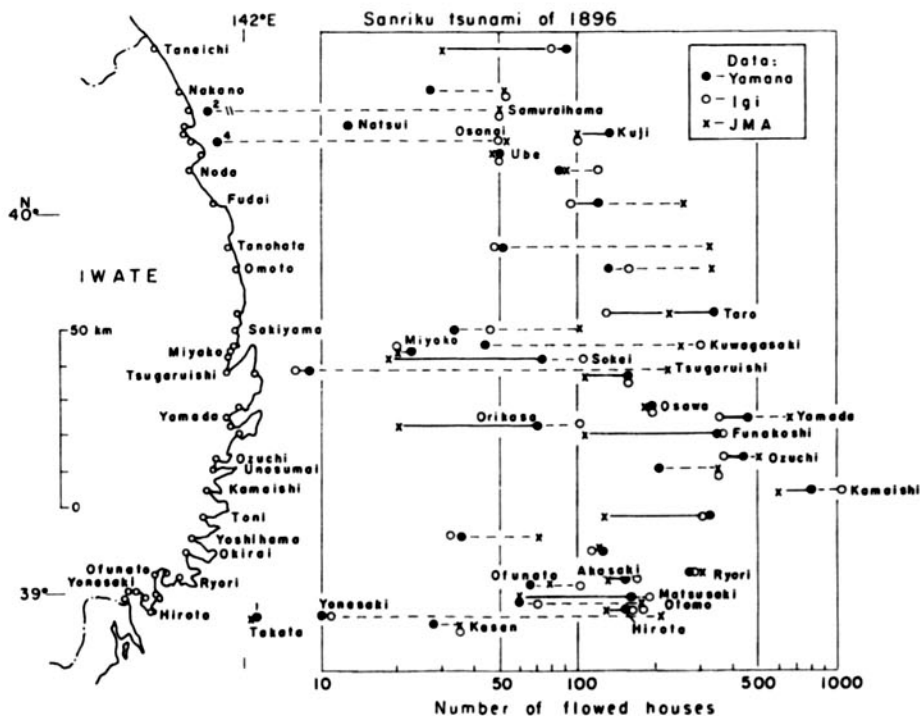 Sanriku tsunami of 1896
142°E
Data:
Yamana
Igi
JMA
Taneichi
Nakano
2
Samuraihama
Natsui
Kuji
4
Osanai
Ube
Noda
Fudai
N
40°
Tanohata
Omoto
IWATE
Taro
50 km
Sakiyama
Miyako
Miyako
Kuwagasaki
Sokei
Tsugaruishi
Tsugaruishi
Osawa
Yamada
Yamada
Orikasa
Funakoshi
Ozuchi
Ozuchi
Unosumai
Kamaishi
Kamaishi
0
Toni
Yoshihama
Okirai
Ofunato
Ryori
Akasaki
Ryori
Yonasaki
Ofunato
39°
Matsusaki
Otomo
Hirota
1
Yonasaki
Takata
Kesen
Hirota
10
50
100
500
1000
Number of flowed houses